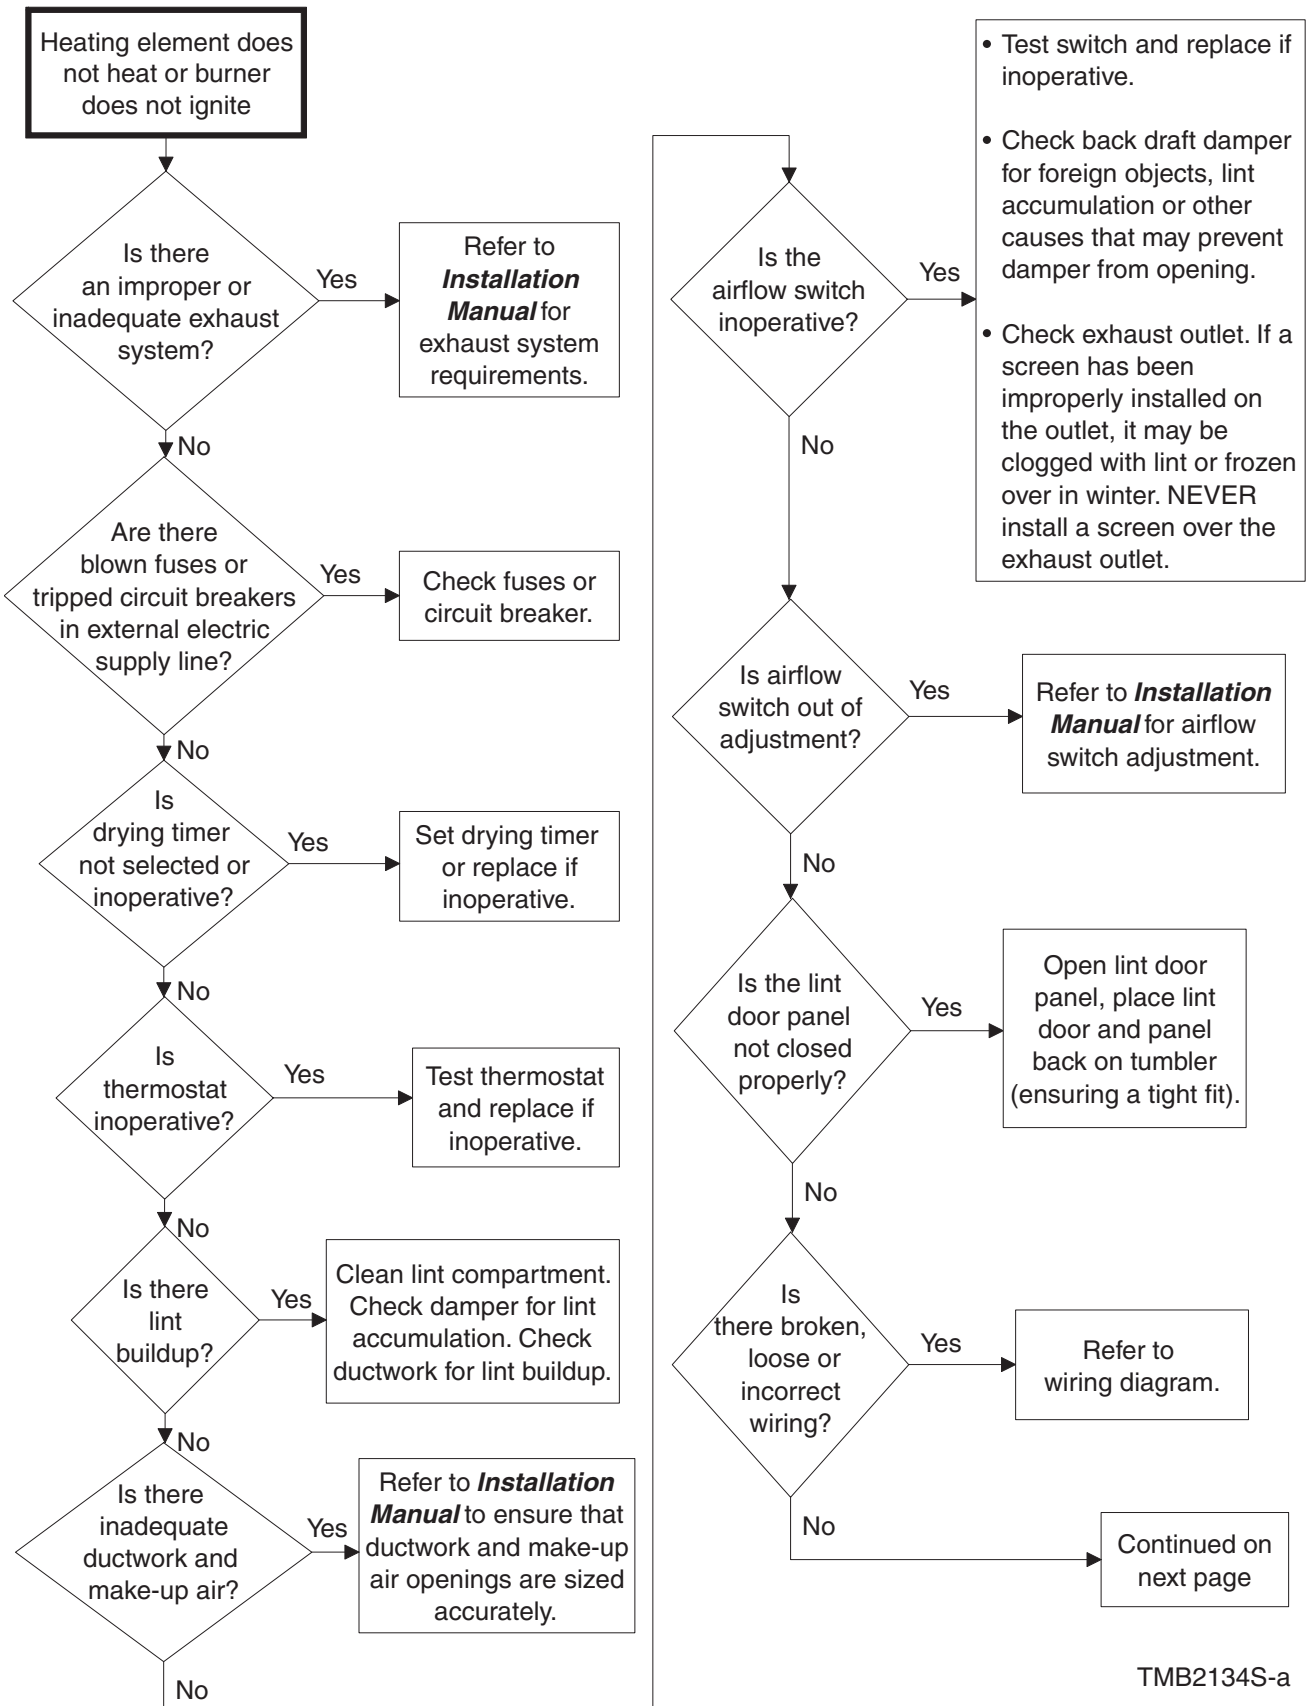 Heating element does
not heat or burner
does not ignite
Is there
an improper or
inadequate exhaust
system?
Yes
Refer to
Installation
Manual for
exhaust system
requirements.
No
Are there
blown fuses or
tripped circuit breakers
in external electric
supply line?
Yes
Check fuses or
circuit breaker.
No
Is
drying timer
not selected or
inoperative?
Yes
Set drying timer
or replace if
inoperative.
No
Is
thermostat
inoperative?
Yes
Test thermostat
and replace if
inoperative.
No
Is there
lint
buildup?
Yes
Clean lint compartment.
Check damper for lint
accumulation. Check
ductwork for lint buildup.
No
Is there
inadequate
ductwork and
make-up air?
Yes
Refer to Installation
Manual to ensure that
ductwork and make-up
air openings are sized
accurately.
No
Is the
airflow switch
inoperative?
Yes
• Test switch and replace if
inoperative.
• Check back draft damper
for foreign objects, lint
accumulation or other
causes that may prevent
damper from opening.
• Check exhaust outlet. If a
screen has been
improperly installed on
the outlet, it may be
clogged with lint or frozen
over in winter. NEVER
install a screen over the
exhaust outlet.
No
Is airflow
switch out of
adjustment?
Yes
Refer to Installation
Manual for airflow
switch adjustment.
No
Is the lint
door panel
not closed
properly?
Yes
Open lint door
panel, place lint
door and panel
back on tumbler
(ensuring a tight fit).
No
Is
there broken,
loose or
incorrect
wiring?
Yes
Refer to
wiring diagram.
No
Continued on
next page
TMB2134S-a